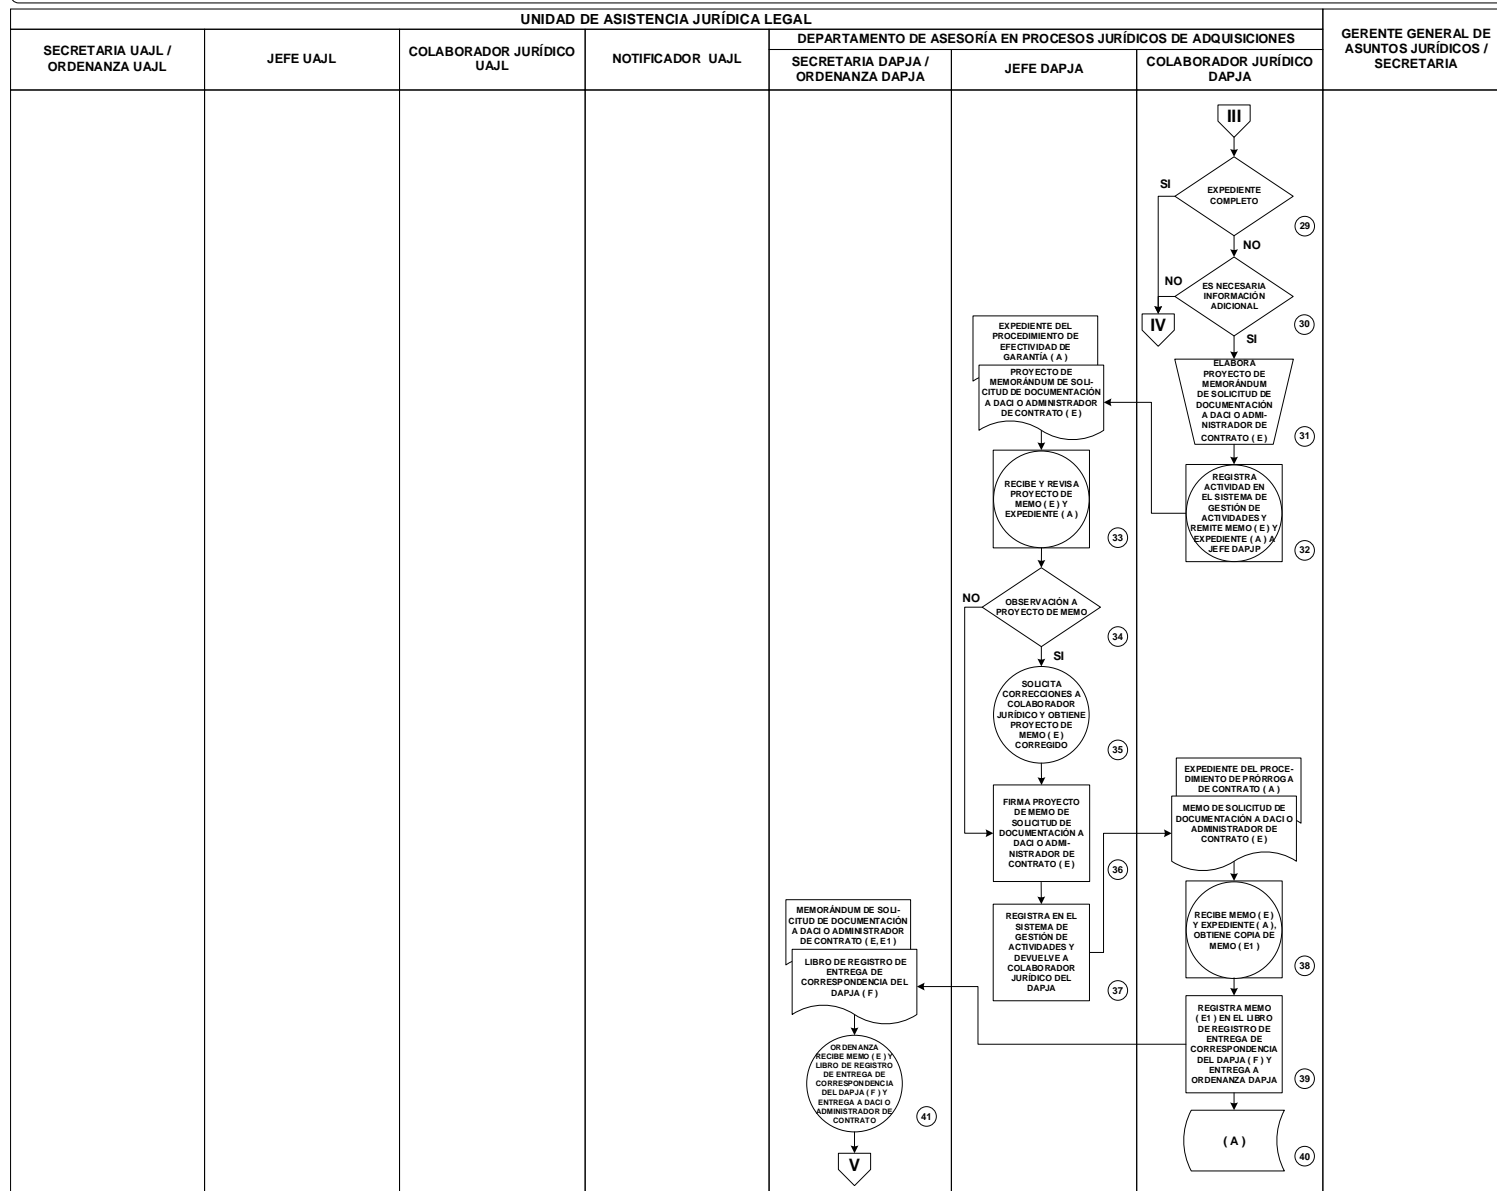 UNIDAD DE ASISTENCIA JURÍDICA LEGAL
GERENTE GENERAL DE
ASUNTOS JURÍDICOS /
SECRETARIA
SECRETARIA UAJL /
ORDENANZA UAJL
JEFE UAJL
COLABORADOR JURÍDICO
UAJL
NOTIFICADOR UAJL
DEPARTAMENTO DE ASESORÍA EN PROCESOS JURÍDICOS DE ADQUISICIONES
SECRETARIA DAPJA /
ORDENANZA DAPJA
JEFE DAPJA
COLABORADOR JURÍDICO
DAPJA
III
SI
EXPEDIENTE
COMPLETO
29
NO
NO
ES NECESARIA
INFORMACIÓN
ADICIONAL
30
IV
SI
ELABORA
PROYECTO DE
MEMORÁNDUM
DE SOLICITUD DE
DOCUMENTACIÓN
A DACI O ADMI-
NISTRADOR DE
CONTRATO ( E )
31
REGISTRA
ACTIVIDAD EN
EL SISTEMA DE
GESTIÓN DE
ACTIVIDADES Y
REMITE MEMO ( E ) Y
EXPEDIENTE ( A ) A
JEFE DAPJP
32
EXPEDIENTE DEL
PROCEDIMIENTO DE
EFECTIVIDAD DE
GARANTÍA ( A )
PROYECTO DE
MEMORÁNDUM DE SOLI-
CITUD DE DOCUMENTACIÓN
A DACI O ADMINISTRADOR
DE CONTRATO ( E )
RECIBE Y REVISA
PROYECTO DE
MEMO ( E ) Y
EXPEDIENTE ( A )
33
NO
OBSERVACIÓN A
PROYECTO DE MEMO
34
SI
SOLICITA
CORRECCIONES A
COLABORADOR
JURÍDICO Y OBTIENE
PROYECTO DE
MEMO ( E )
CORREGIDO
35
FIRMA PROYECTO
DE MEMO DE
SOLICITUD DE
DOCUMENTACIÓN A
DACI O ADMI-
NISTRADOR DE
CONTRATO ( E )
36
REGISTRA EN EL
SISTEMA DE
GESTIÓN DE
ACTIVIDADES Y
DEVUELVE A
COLABORADOR
JURÍDICO DEL
DAPJA
37
EXPEDIENTE DEL PROCE-
DIMIENTO DE PRÓRROGA
DE CONTRATO ( A )
MEMO DE SOLICITUD DE
DOCUMENTACIÓN A DACI O
ADMINISTRADOR DE
CONTRATO ( E )
RECIBE MEMO ( E )
Y EXPEDIENTE ( A ),
OBTIENE COPIA DE
MEMO ( E1 )
38
REGISTRA MEMO
( E1 ) EN EL LIBRO
DE REGISTRO DE
ENTREGA DE
CORRESPONDENCIA
DEL DAPJA ( F ) Y
ENTREGA A
ORDENANZA DAPJA
39
( A )
40
MEMORÁNDUM DE SOLI-
CITUD DE DOCUMENTACIÓN
A DACI O ADMINISTRADOR
DE CONTRATO ( E, E1 )
LIBRO DE REGISTRO DE
ENTREGA DE
CORRESPONDENCIA DEL
DAPJA ( F )
ORDENANZA
RECIBE MEMO ( E ) Y
LIBRO DE REGISTRO
DE ENTREGA DE
CORRESPONDENCIA
DEL DAPJA ( F ) Y
ENTREGA A DACI O
ADMINISTRADOR DE
CONTRATO
41
V